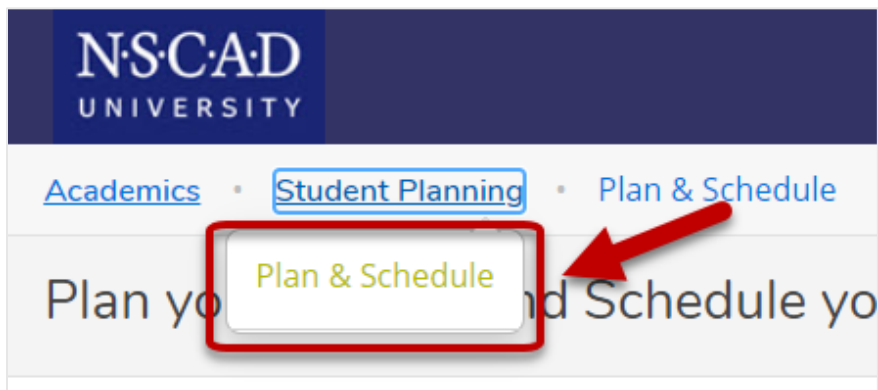 N·S·C·A·D
UNIVERSITY
Academics • Student Planning • Plan & Schedule
Plan & Schedule
Plan yo nd Schedule yo